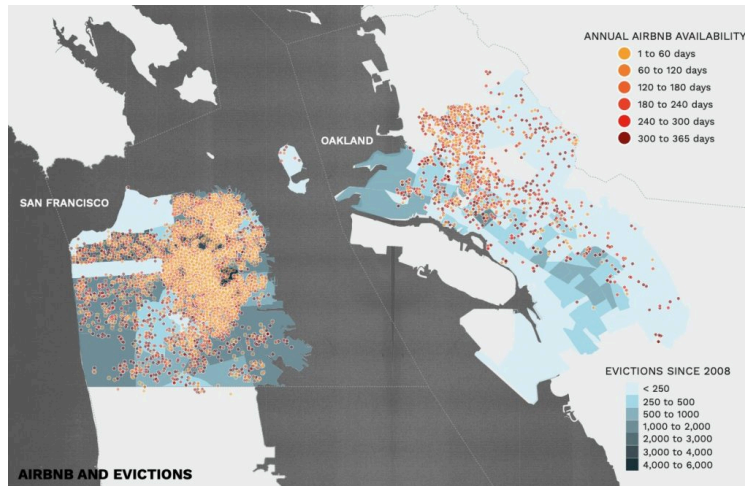 ANNUAL AIRBNB AVAILABILITY
1 to 60 days
60 to 120 days
120 to 180 days
180 to 240 days
240 to 300 days
300 to 365 days
OAKLAND
SAN FRANCISCO
EVICTIONS SINCE 2008
< 250
250 to 500
500 to 1000
1,000 to 2,000
2,000 to 3,000
3,000 to 4,000
4,000 to 6,000
AIRBNB AND EVICTIONS